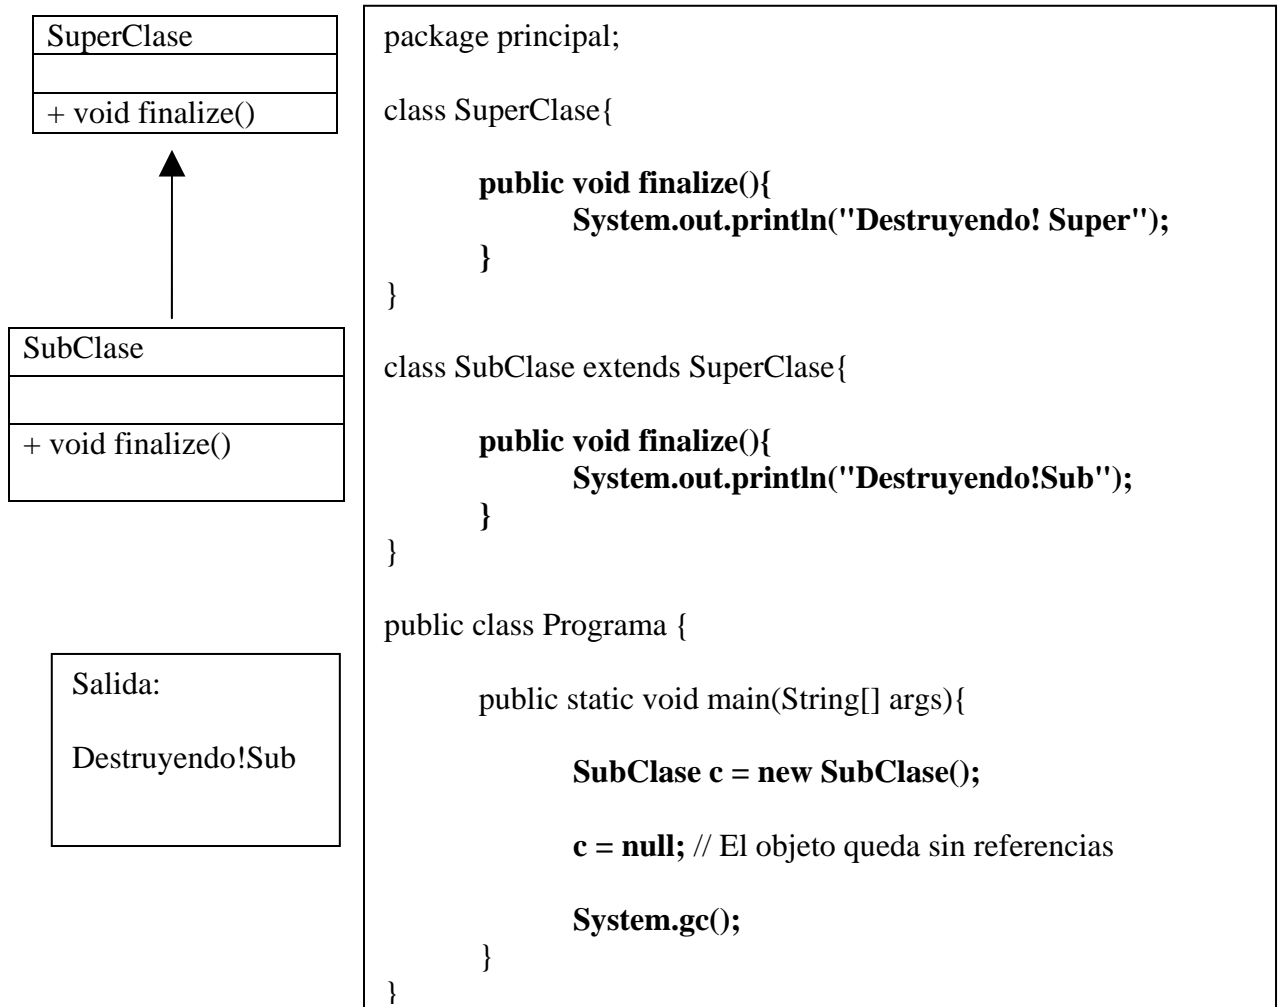 SuperClase
+ void finalize()
SubClase
+ void finalize()
Salida:
Destruyendo!Sub
package principal;
class SuperClase{
public void finalize(){
System.out.println("Destruyendo! Super");
}
}
class SubClase extends SuperClase{
public void finalize(){
System.out.println("Destruyendo!Sub");
}
}
public class Programa {
public static void main(String[] args){
SubClase c = new SubClase();
c = null; // El objeto queda sin referencias
System.gc();
}
}